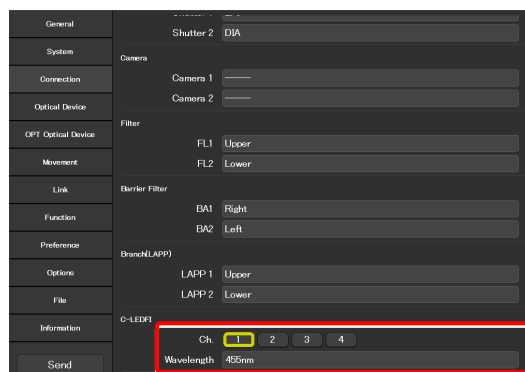 General
System
Connection
Optical Device
OPT Optical Device
Movement
Link
Function
Preference
Options
File
Information
Send
Shutter 2 DIA
Camera
Camera 1 ——
Camera 2 ——
Filter
FL1 Upper
FL2 Lower
Barrier Filter
BA1 Right
BA2 Left
Branch(LAPP)
LAPP 1 Upper
LAPP 2 Lower
C-LEDFI
Ch. 1 2 3 4
Wavelength 455nm